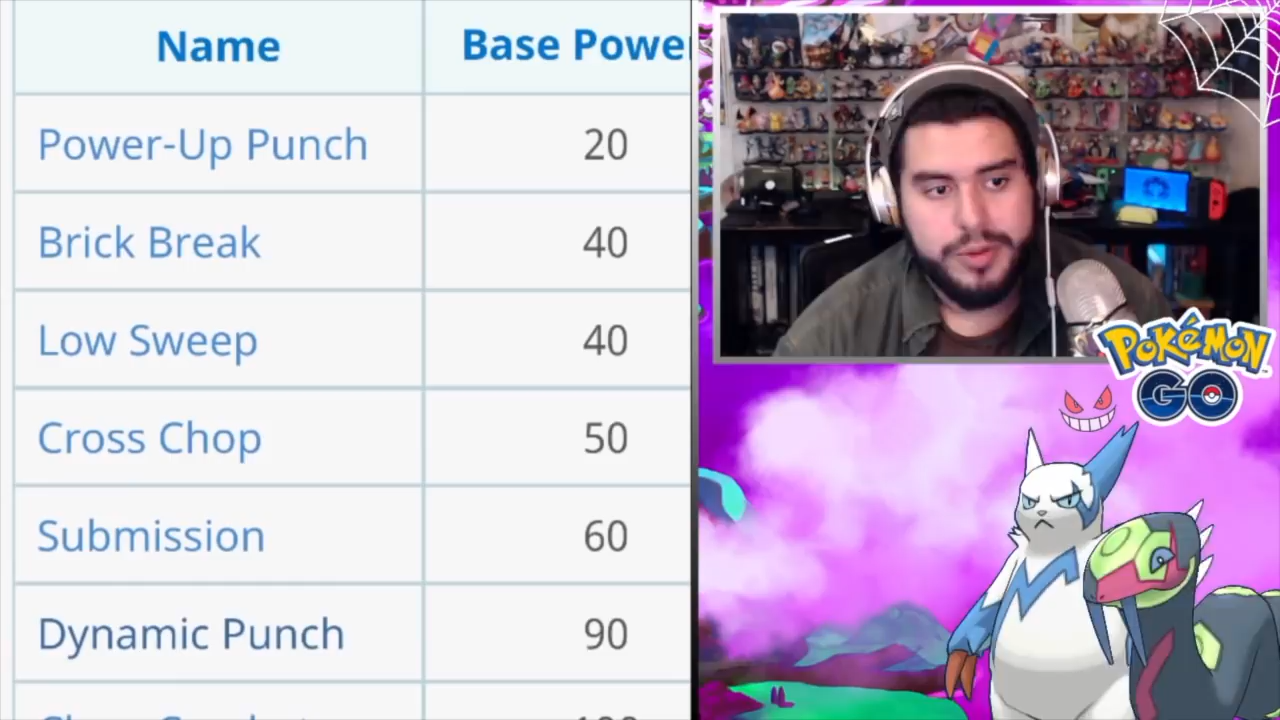 Name Base Power
Power-Up Punch 20
Brick Break 40
Low Sweep 40
Cross Chop 50
Submission 60
Dynamic Punch 90
POKÉMON
GO